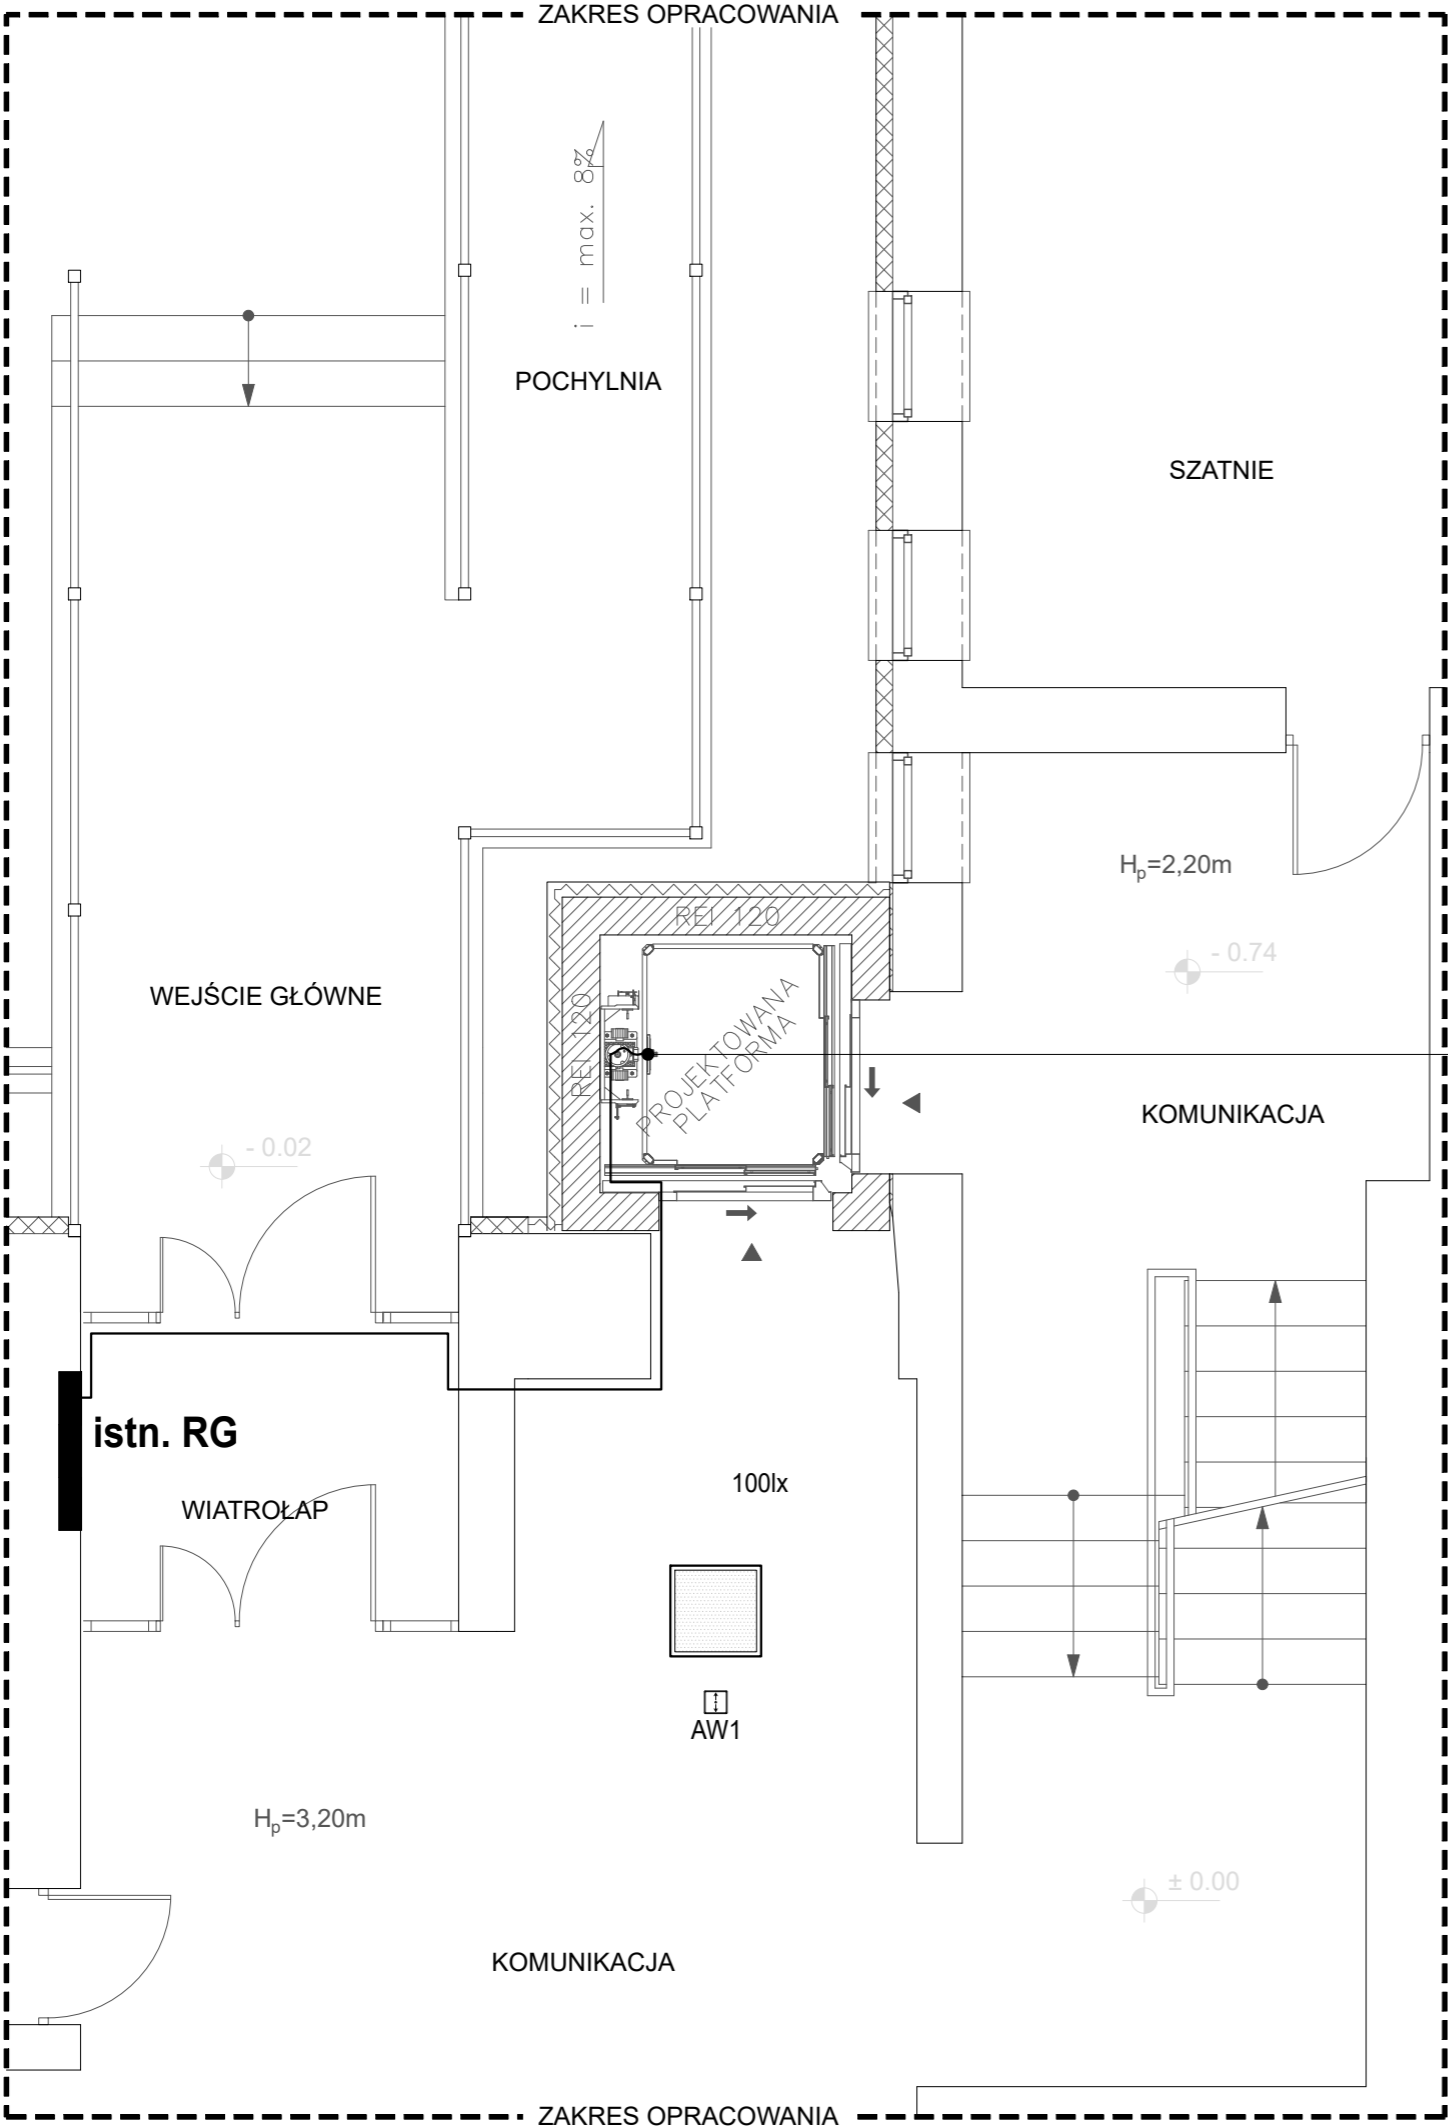 ZAKRES OPRACOWANIA
i = max. 8%
POCHYLNIA
SZATNIE
Hp=2,20m
REI 120
- 0.74
WEJŚCIE GŁÓWNE
REI 120
PROJEKTOWANA
PLATFORMA
KOMUNIKACJA
- 0.02
istn. RG
100lx
WIATROŁAP
AW1
Hp=3,20m
± 0.00
KOMUNIKACJA
ZAKRES OPRACOWANIA